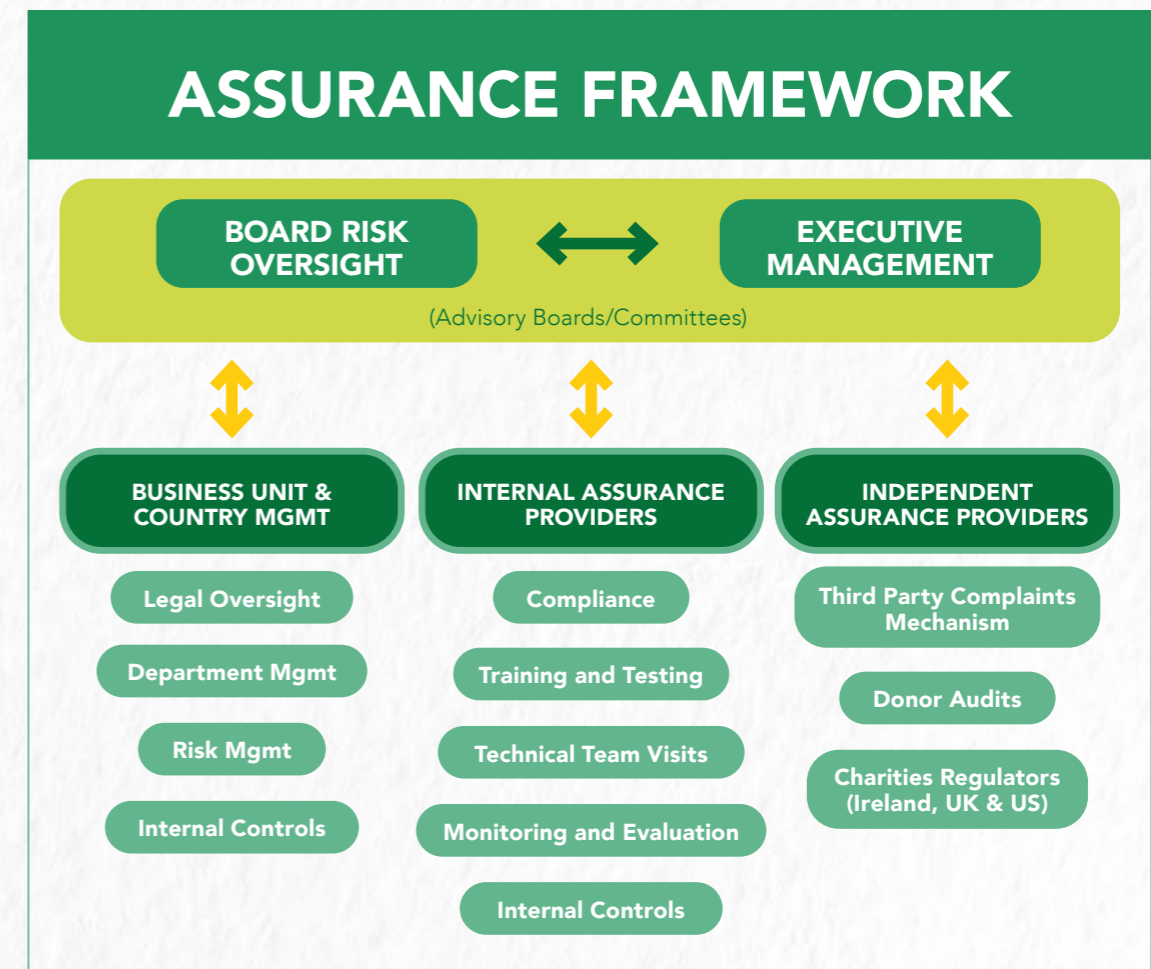 ASSURANCE FRAMEWORK
BOARD RISK
OVERSIGHT
EXECUTIVE
MANAGEMENT
(Advisory Boards/Committees)
BUSINESS UNIT &
COUNTRY MGMT
Legal Oversight
Department Mgmt
Risk Mgmt
Internal Controls
INTERNAL ASSURANCE
PROVIDERS
Compliance
Training and Testing
Technical Team Visits
Monitoring and Evaluation
Internal Controls
INDEPENDENT
ASSURANCE PROVIDERS
Third Party Complaints
Mechanism
Donor Audits
Charities Regulators
(Ireland, UK & US)